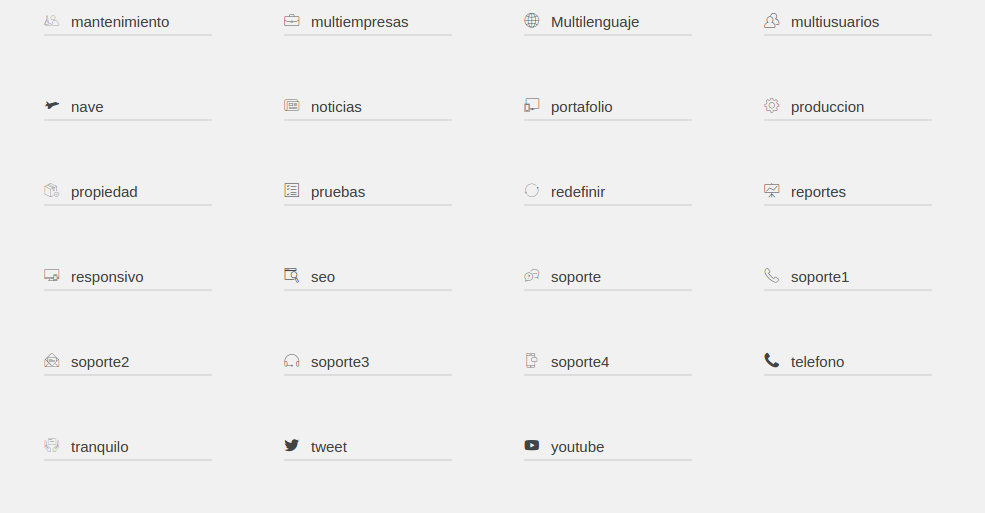 mantenimiento
multiempresas
Multilenguaje
multiusuarios
nave
noticias
portafolio
produccion
propiedad
pruebas
redefinir
reportes
responsivo
seo
soporte
soporte1
soporte2
soporte3
soporte4
telefono
tranquilo
tweet
youtube